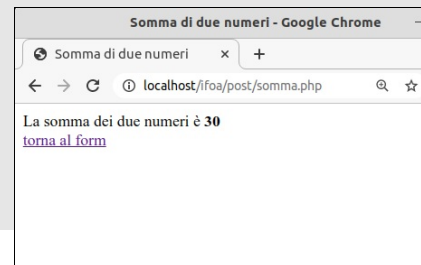 Somma di due numeri - Google Chrome
Somma di due numeri
localhost/ifoa/post/somma.php
La somma dei due numeri è 30
torna al form